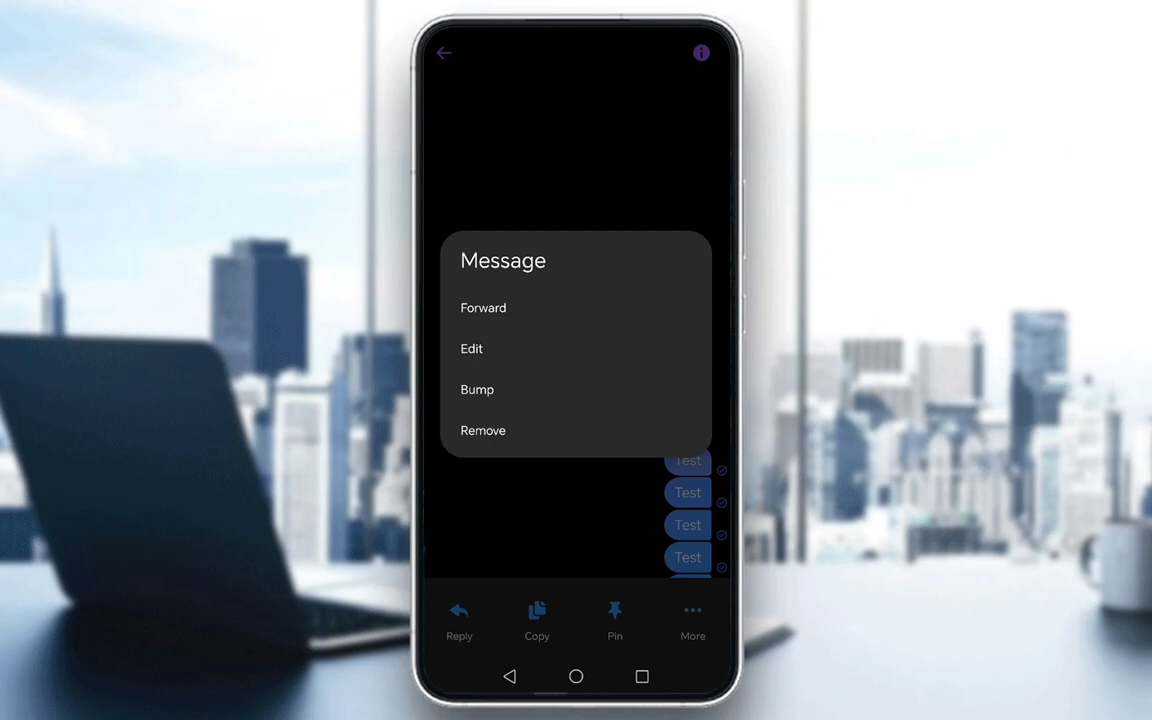 Message
Forward
Edit
Bump
Remove
Test
Test
Test
Test
Reply Copy Pin More